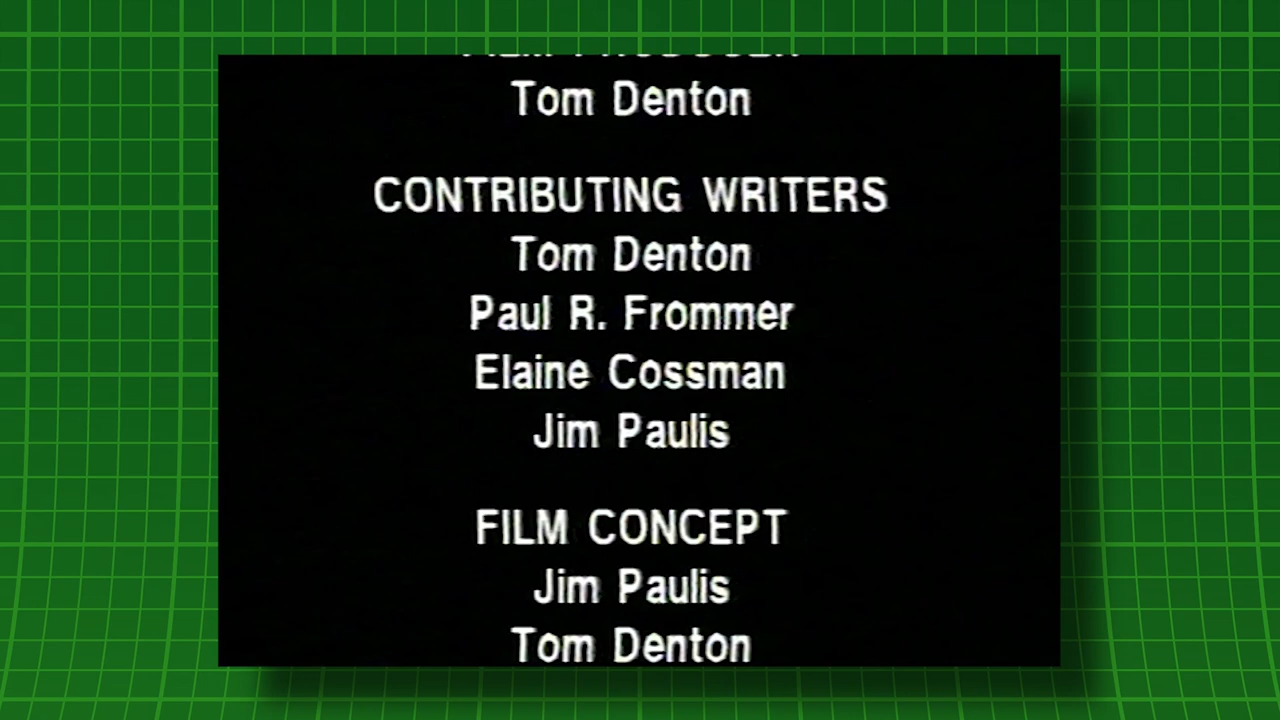 Tom Denton
CONTRIBUTING WRITERS
Tom Denton
Paul R. Frommer
Elaine Cossman
Jim Paulis
FILM CONCEPT
Jim Paulis
Tom Denton